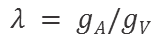 λ = g_A/g_V